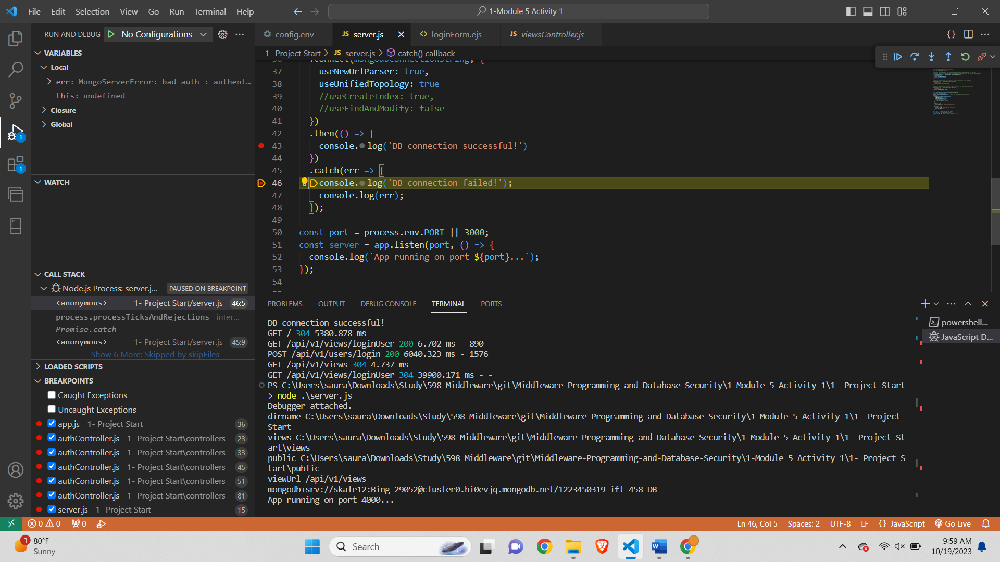 File Edit Selection View Go Run Terminal Help
1-Module 5 Activity 1
RUN AND DEBUG No Configurations
config.env
JS server.js
<> loginForm.ejs
JS viewsController.js
1- Project Start > JS server.js > catch() callback
VARIABLES
Local
err: MongoServerError: bad auth : authent...
this: undefined
Closure
Global
WATCH
CALL STACK
Node.js Process: server.j... PAUSED ON BREAKPOINT
<anonymous> 1- Project Start/server.js 46:5
process.processTicksAndRejections inter...
Promise.catch
<anonymous> 1- Project Start/server.js 45:9
Show 6 More: Skipped by skipFiles
LOADED SCRIPTS
BREAKPOINTS
Caught Exceptions
Uncaught Exceptions
app.js 1- Project Start 36
authController.js 1- Project Start\controllers 23
authController.js 1- Project Start\controllers 33
authController.js 1- Project Start\controllers 45
authController.js 1- Project Start\controllers 51
authController.js 1- Project Start\controllers 81
server.js 1- Project Start 15
36 .connect(mongodbConnectionString, {
37 useNewUrlParser: true,
38 useUnifiedTopology: true
39 //useCreateIndex: true,
40 //useFindAndModify: false
41 })
42 .then(() => {
43 console.log('DB connection successful!')
44 })
45 .catch(err => {
46 console.log('DB connection failed!');
47 console.log(err);
48 });
49
50 const port = process.env.PORT || 3000;
51 const server = app.listen(port, () => {
52 console.log(`App running on port ${port}...`);
53 });
54
PROBLEMS OUTPUT DEBUG CONSOLE TERMINAL PORTS
powershell...
JavaScript D...
DB connection successful!
GET / 304 5380.878 ms - -
GET /api/v1/views/loginUser 200 6.702 ms - 890
POST /api/v1/users/login 200 6040.323 ms - 1576
GET /api/v1/views 304 4.737 ms - -
GET /api/v1/views/loginUser 304 39900.171 ms - -
PS C:\Users\saura\Downloads\Study\598 Middleware\git\Middleware-Programming-and-Database-Security\1-Module 5 Activity 1\1- Project Start
> node .\server.js
Debugger attached.
dirname C:\Users\saura\Downloads\Study\598 Middleware\git\Middleware-Programming-and-Database-Security\1-Module 5 Activity 1\1- Project
Start
views C:\Users\saura\Downloads\Study\598 Middleware\git\Middleware-Programming-and-Database-Security\1-Module 5 Activity 1\1- Project St
art\views
public C:\Users\saura\Downloads\Study\598 Middleware\git\Middleware-Programming-and-Database-Security\1-Module 5 Activity 1\1- Project S
tart\public
viewUrl /api/v1/views
mongodb+srv://skale12:Bing_29052@cluster0.hi0evjq.mongodb.net/1223450319_ift_458_DB
App running on port 4000...
1
1
0 0 0
Ln 46, Col 5 Spaces: 2 UTF-8 LF {} JavaScript Go Live
1
80°F
Sunny
Search
9:59 AM
10/19/2023